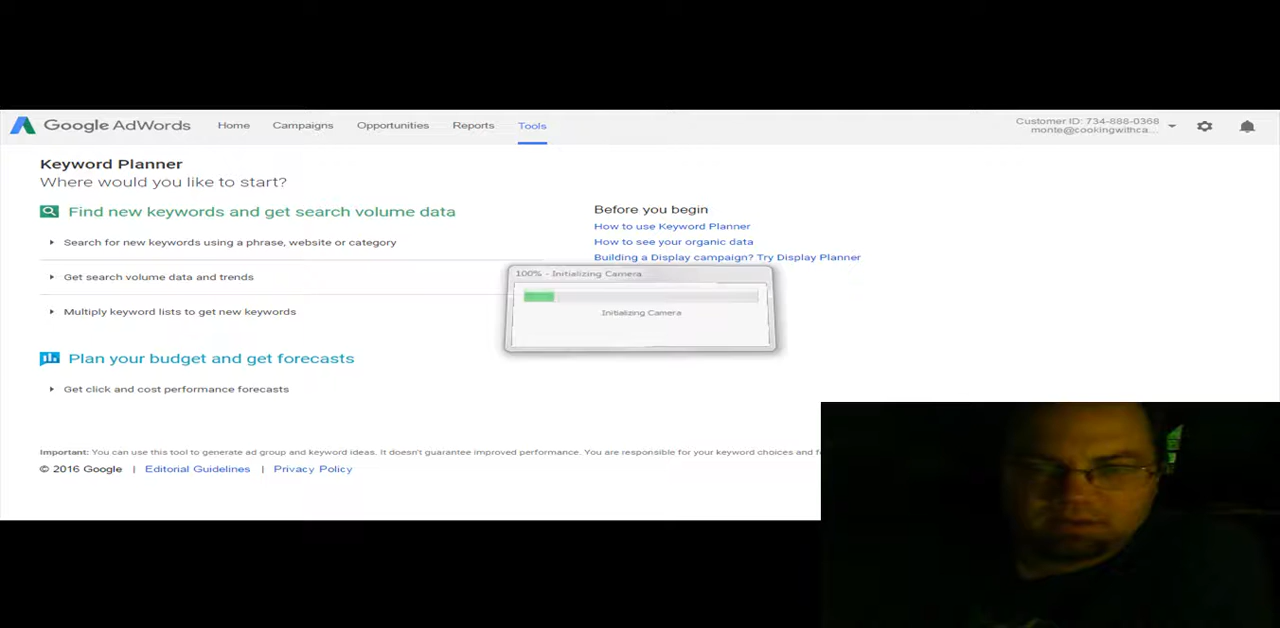 Google AdWords Home Campaigns Opportunities Reports Tools
Customer ID: 734-888-0368
monte@cookingwithca...
Keyword Planner
Where would you like to start?
Find new keywords and get search volume data
Search for new keywords using a phrase, website or category
Get search volume data and trends
Multiply keyword lists to get new keywords
Plan your budget and get forecasts
Get click and cost performance forecasts
Before you begin
How to use Keyword Planner
How to see your organic data
Building a Display campaign? Try Display Planner
100% - Initializing Camera
Initializing Camera
Important: You can use this tool to generate ad group and keyword ideas. It doesn't guarantee improved performance. You are responsible for your keyword choices and
© 2016 Google | Editorial Guidelines | Privacy Policy